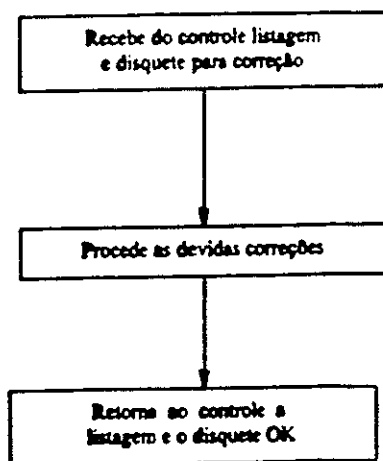 Recebe do controle listagem
e disquete para correção
Procede as devidas correções
Retorna ao controle a
listagem e o disquete OK